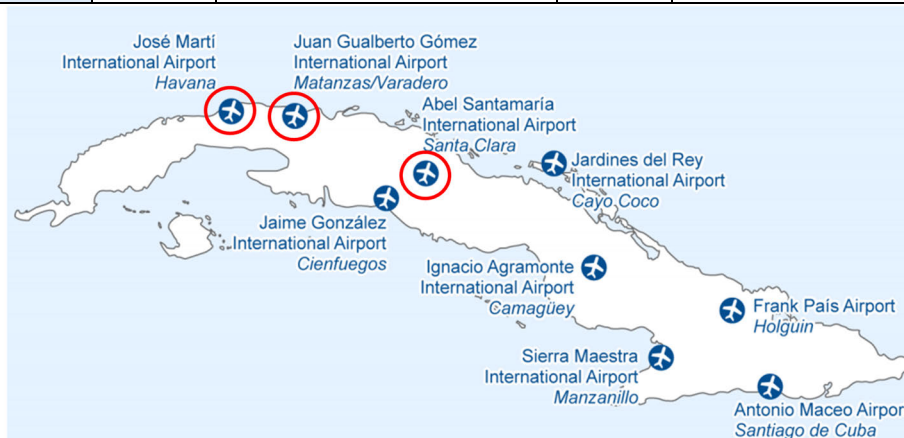 José Martí
International Airport
Havana
Juan Gualberto Gómez
International Airport
Matanzas/Varadero
Abel Santamaría
International Airport
Santa Clara
Jardines del Rey
International Airport
Cayo Coco
Jaime González
International Airport
Cienfuegos
Ignacio Agramonte
International Airport
Camagüey
Frank País Airport
Holguin
Sierra Maestra
International Airport
Manzanillo
Antonio Maceo Airpor
Santiago de Cuba